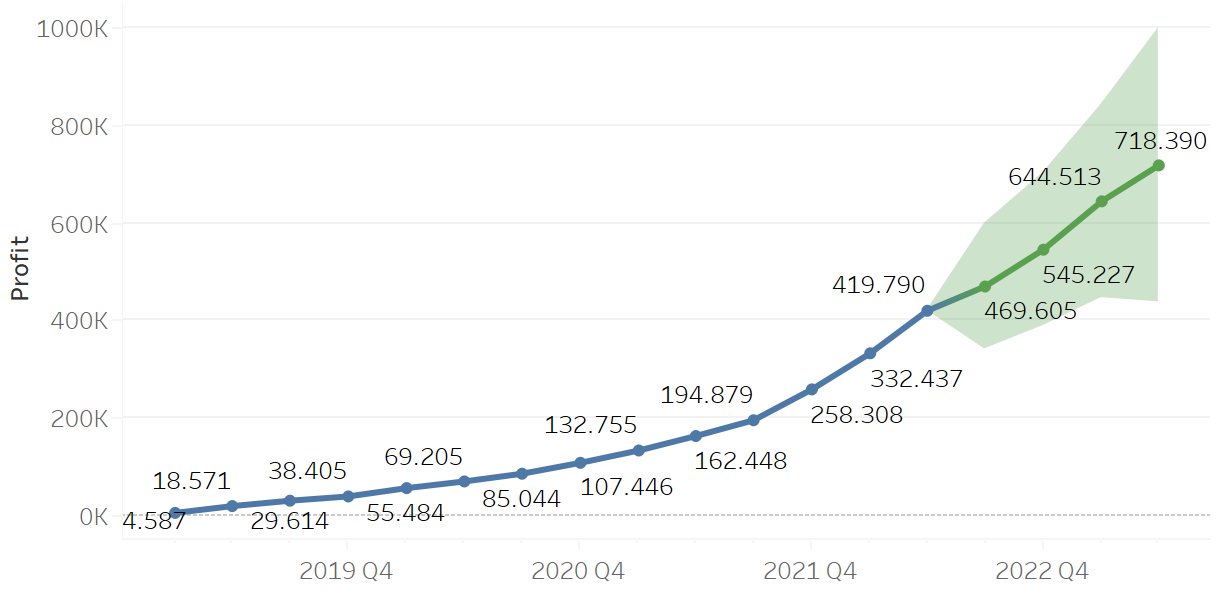 1000K
800K
600K
400K
200K
0K
Profit
4.587
18.571
29.614
38.405
55.484
69.205
85.044
107.446
132.755
162.448
194.879
258.308
332.437
419.790
469.605
545.227
644.513
718.390
2019 Q4
2020 Q4
2021 Q4
2022 Q4